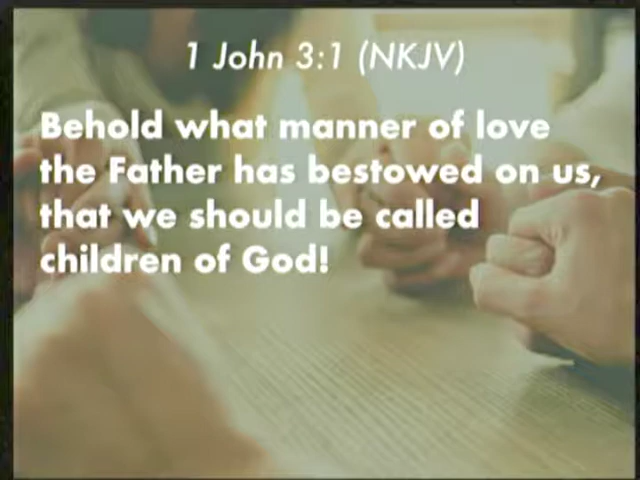 1 John 3:1 (NKJV)
Behold what manner of love
the Father has bestowed on us,
that we should be called
children of God!